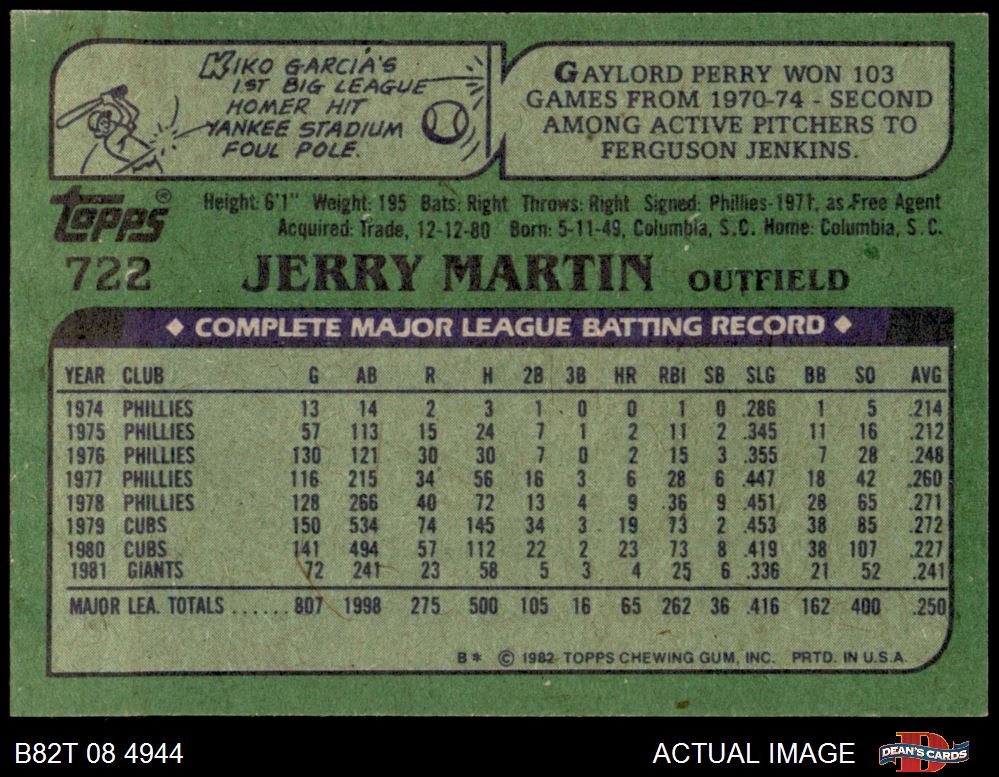 KIKO GARCIA'S
1ST BIG LEAGUE
HOMER HIT
YANKEE STADIUM
FOUL POLE.
GAYLORD PERRY WON 103
GAMES FROM 1970-74 - SECOND
AMONG ACTIVE PITCHERS TO
FERGUSON JENKINS.
Topps®
Height: 6'1" Weight: 195 Bats: Right Throws: Right Signed: Phillies-1971, as Free Agent
Acquired: Trade, 12-12-80 Born: 5-11-49, Columbia, S.C. Home: Columbia, S.C.
722 JERRY MARTIN OUTFIELD
◆ COMPLETE MAJOR LEAGUE BATTING RECORD ◆
YEAR CLUB G AB R H 2B 3B HR RBI SB SLG BB SO AVG
1974 PHILLIES 13 14 2 3 1 0 0 1 0 .286 1 5 .214
1975 PHILLIES 57 113 15 24 7 1 2 11 2 .345 11 16 .212
1976 PHILLIES 130 121 30 30 7 0 2 15 3 .355 7 28 .248
1977 PHILLIES 116 215 34 56 16 3 6 28 6 .447 18 42 .260
1978 PHILLIES 128 266 40 72 13 4 9 36 9 .451 28 65 .271
1979 CUBS 150 534 74 145 34 3 19 73 2 .453 38 85 .272
1980 CUBS 141 494 57 112 22 2 23 73 8 .419 38 107 .227
1981 GIANTS 72 241 23 58 5 3 4 25 6 .336 21 52 .241
MAJOR LEA. TOTALS ...... 807 1998 275 500 105 16 65 262 36 .416 162 400 .250
B* © 1982 TOPPS CHEWING GUM, INC. PRTD. IN U.S.A.
B82T 08 4944 ACTUAL IMAGE DEAN'S CARDS